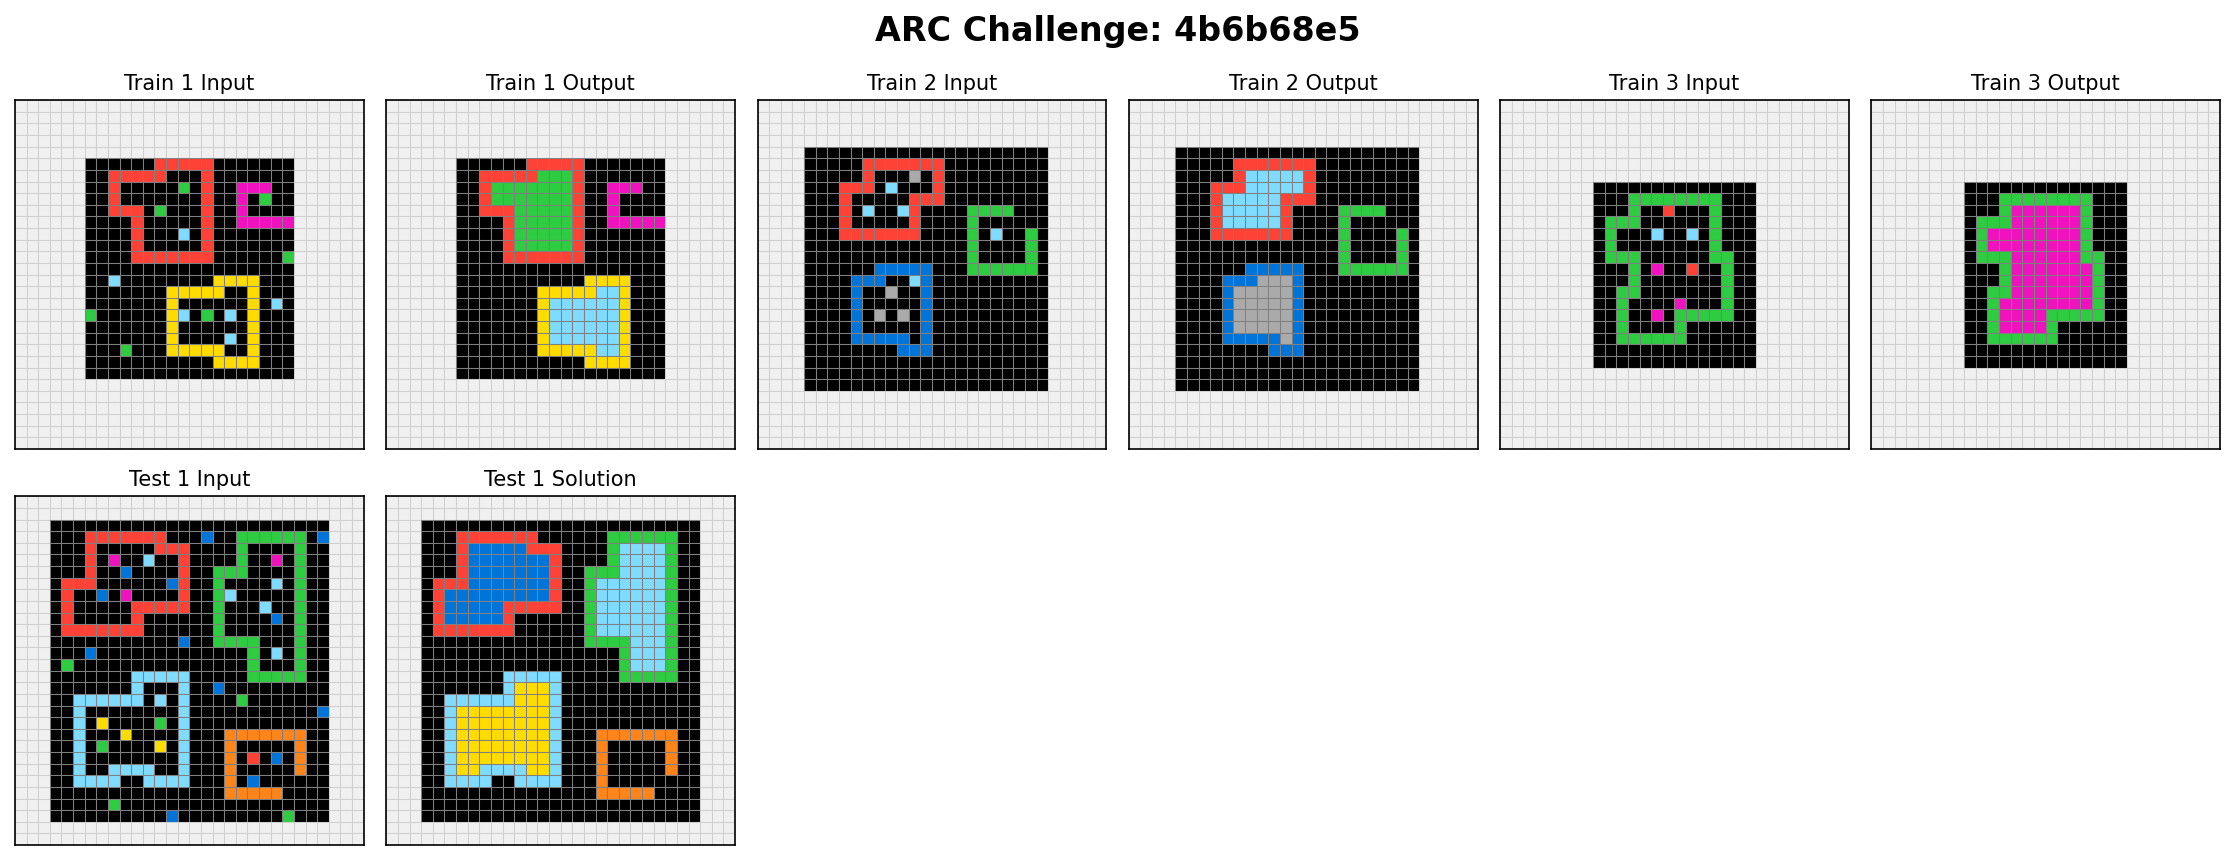 ARC Challenge: 4b6b68e5
Train 1 Input
Train 1 Output
Train 2 Input
Train 2 Output
Train 3 Input
Train 3 Output
Test 1 Input
Test 1 Solution